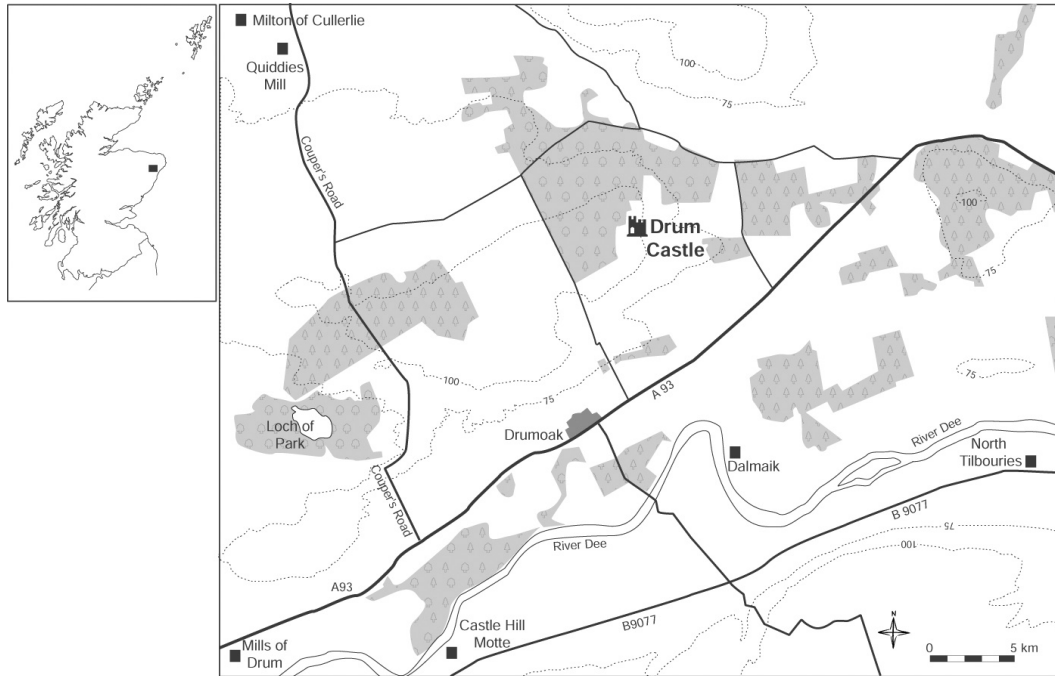 Milton of Cullerlie
Quiddies
Mill
100
75
Couper's Road
100
Drum
Castle
75
75
100
75
A 93
Loch of
Park
Drumoak
River Dee
North
Tilbouries
Dalmaik
Couper's Road
B 9077
75
100
River Dee
A93
B9077
Castle Hill
Motte
Mills of
Drum
N
0
5 km